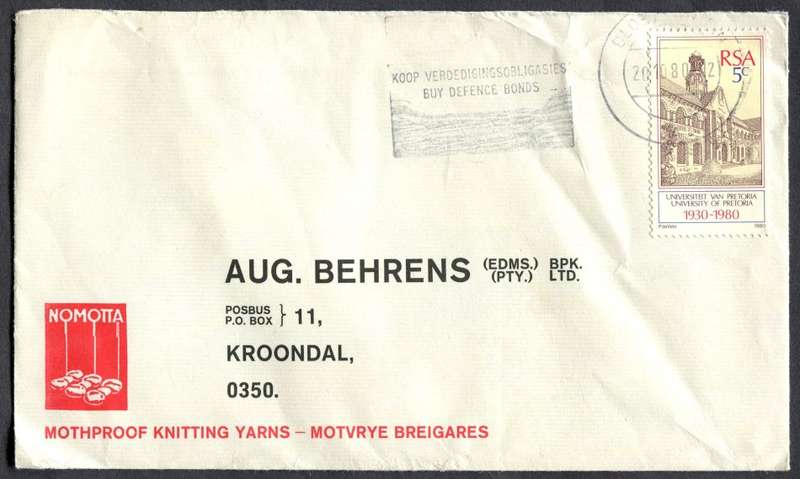 KOOP VERDEDIGINGSOBLIGASIES
BUY DEFENCE BONDS
RSA
5c
UNIVERSITEIT VAN PRETORIA
UNIVERSITY OF PRETORIA
1930-1980
1980
AUG. BEHRENS (EDMS.) BPK.
(PTY.) LTD.
POSBUS
P.O. BOX } 11,
KROONDAL,
0350.
NOMOTTA
MOTHPROOF KNITTING YARNS – MOTVRYE BREIGARES